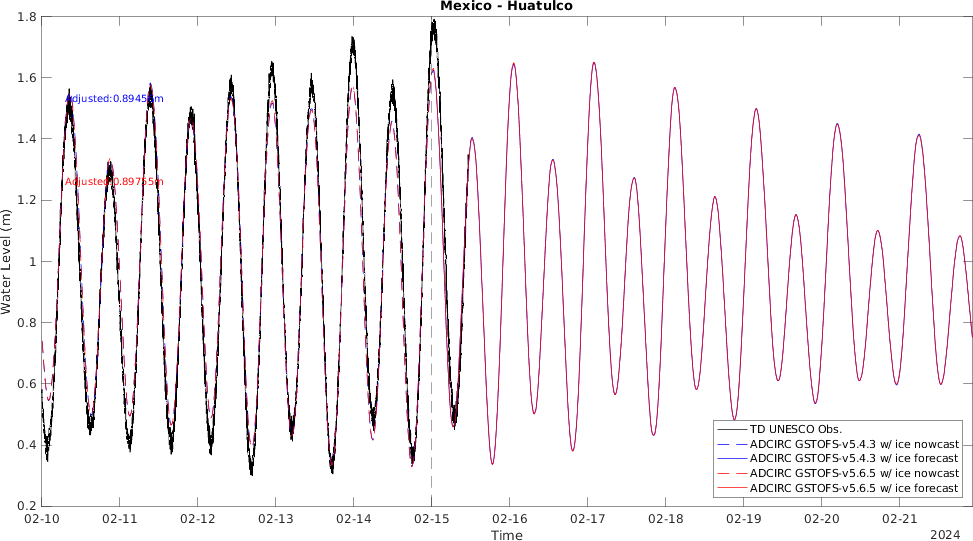 Mexico - Huatulco
1.8
1.6
1.4
1.2
1
0.8
0.6
0.4
0.2
Water Level (m)
Adjusted:0.8945 m
Adjusted:0.89755m
TD UNESCO Obs.
ADCIRC GSTOFS-v5.4.3 w/ ice nowcast
ADCIRC GSTOFS-v5.4.3 w/ ice forecast
ADCIRC GSTOFS-v5.6.5 w/ ice nowcast
ADCIRC GSTOFS-v5.6.5 w/ ice forecast
02-10 02-11 02-12 02-13 02-14 02-15 02-16 02-17 02-18 02-19 02-20 02-21
Time
2024